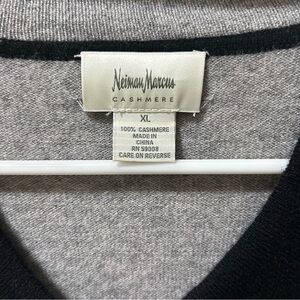 Neiman Marcus
CASHMERE
XL
100% CASHMERE
MADE IN
CHINA
RN 59008
CARE ON REVERSE